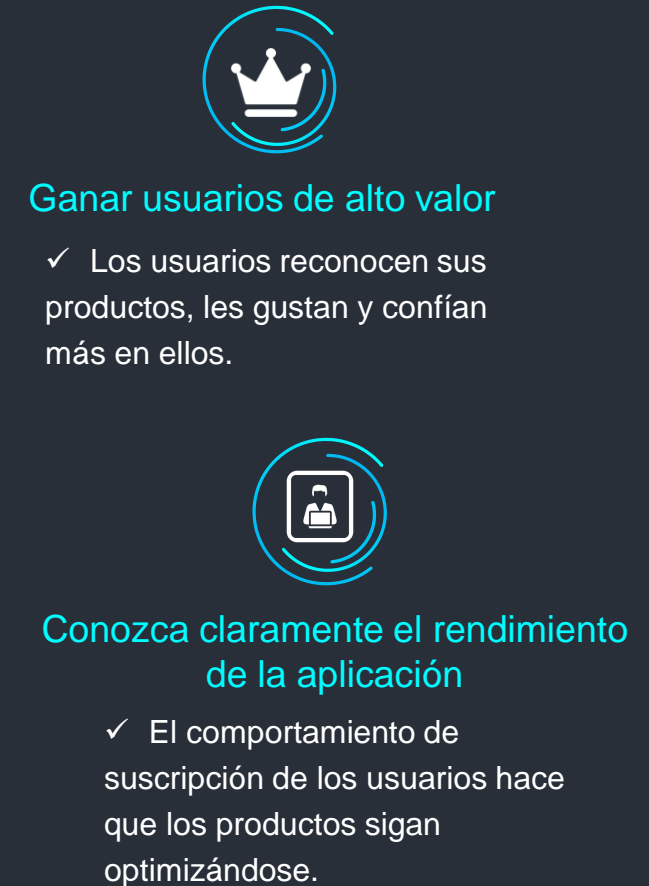 Ganar usuarios de alto valor
✓ Los usuarios reconocen sus
productos, les gustan y confían
más en ellos.
Conozca claramente el rendimiento
de la aplicación
✓ El comportamiento de
suscripción de los usuarios hace
que los productos sigan
optimizándose.